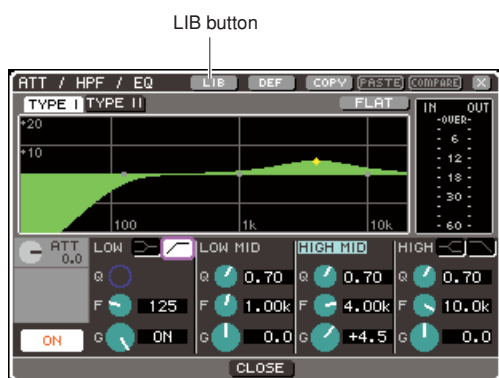 LIB button
ATT / HPF / EQ LIB DEF COPY PASTE COMPARE X
TYPE I TYPE II FLAT IN OUT
-OVER-
+20
+10
6
12
18
30
60
100 1k 10k
ATT LOW LOW MID HIGH MID HIGH
0.0
Q Q 0.70 Q 0.70 Q 0.70
F 125 F 1.00k F 4.00k F 10.0k
ON G ON G 0.0 G +4.5 G 0.0
CLOSE